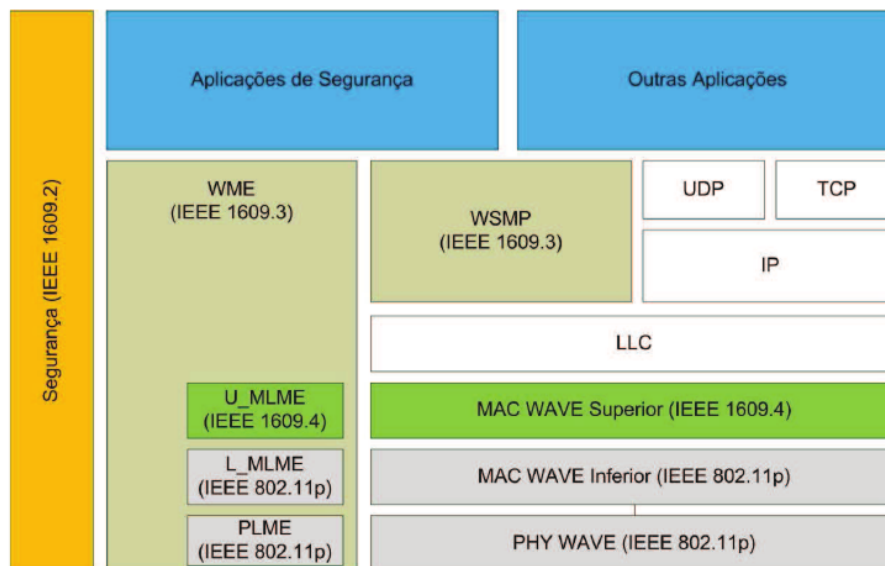 Segurança (IEEE 1609.2)
Aplicações de Segurança
Outras Aplicações
WME
(IEEE 1609.3)
WSMP
(IEEE 1609.3)
UDP
TCP
IP
LLC
U_MLME
(IEEE 1609.4)
MAC WAVE Superior (IEEE 1609.4)
L_MLME
(IEEE 802.11p)
MAC WAVE Inferior (IEEE 802.11p)
PLME
(IEEE 802.11p)
PHY WAVE (IEEE 802.11p)